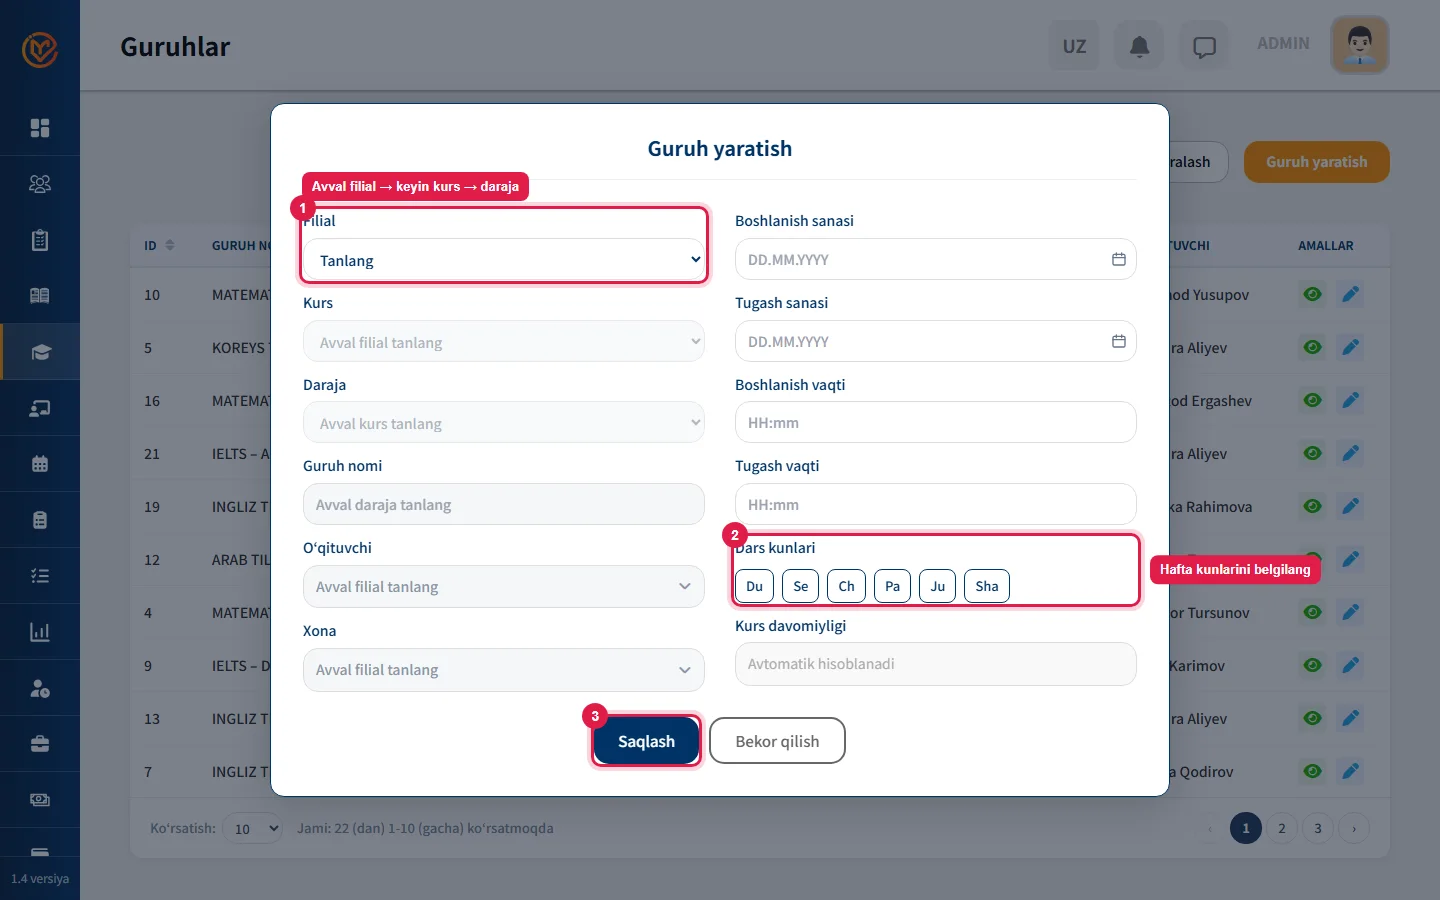 Guruhlar
UZ
ADMIN
ralash
Guruh yaratish
Guruh yaratish
Avval filial → keyin kurs → daraja
1
Filial
Tanlang
Kurs
Avval filial tanlang
Daraja
Avval kurs tanlang
Guruh nomi
Avval daraja tanlang
O‘qituvchi
Avval filial tanlang
Xona
Avval filial tanlang
Boshlanish sanasi
DD.MM.YYYY
Tugash sanasi
DD.MM.YYYY
Boshlanish vaqti
HH:mm
Tugash vaqti
HH:mm
2
Dars kunlari
Du Se Ch Pa Ju Sha
Hafta kunlarini belgilang
Kurs davomiyligi
Avtomatik hisoblanadi
3
Saqlash
Bekor qilish
ID GURUH NO TUVCHI AMALLAR
10 MATEMAT nod Yusupov
5 KOREYS ra Aliyev
16 MATEMAT od Ergashev
21 IELTS – A ra Aliyev
19 INGLIZ T ka Rahimova
12 ARAB TIL
4 MATEMAT or Tursunov
9 IELTS – D Karimov
13 INGLIZ T ra Aliyev
7 INGLIZ T a Qodirov
Ko‘rsatish: 10 Jami: 22 (dan) 1-10 (gacha) ko‘rsatmoqda
‹ 1 2 3 ›
1.4 versiya